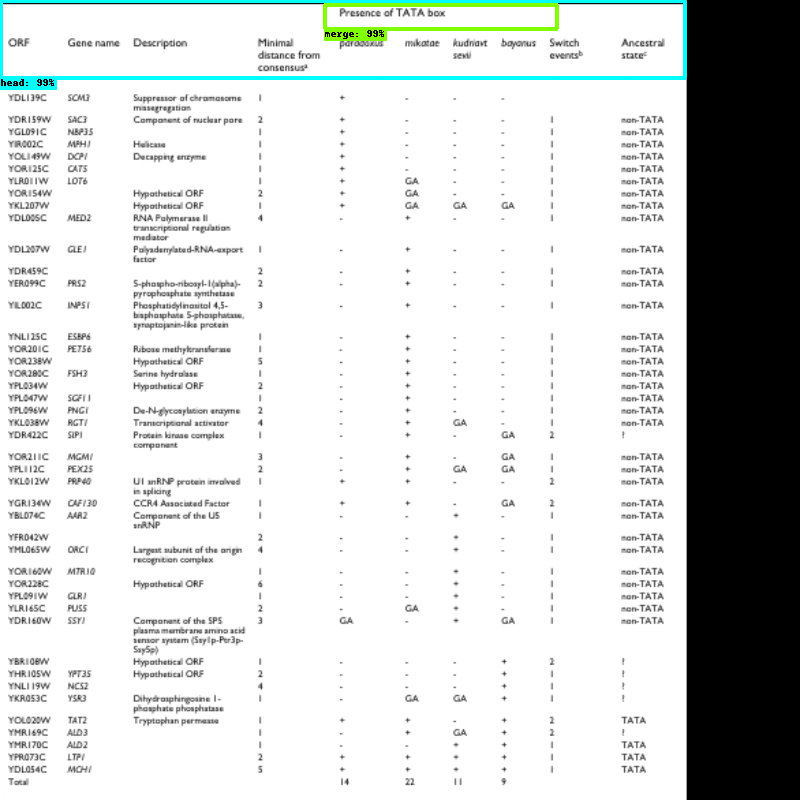 Presence of TATA box
merge: 99%
ORF Gene name Description Minimal distance from consensusa paradoxus mikatae kudriavtsevii bayanus Switch eventsb Ancestral statec
head: 99%
YDL139C SCM3 Suppressor of chromosome missegregation 1 + - - -
YDR159W SAC3 Component of nuclear pore 2 + - - - 1 non-TATA
YGL091C NBP35 1 + - - - 1 non-TATA
YIR002C MPH1 Helicase 1 + - - - 1 non-TATA
YOL149W DCP1 Decapping enzyme 1 + - - - 1 non-TATA
YOR125C CAT5 1 + - - - 1 non-TATA
YLR011W LOT6 1 + GA - - 1 non-TATA
YOR154W Hypothetical ORF 2 + GA - - 1 non-TATA
YKL207W Hypothetical ORF 1 + GA GA GA 1 non-TATA
YDL005C MED2 RNA Polymerase II transcriptional regulation mediator 4 - + - - 1 non-TATA
YDL207W GLE1 Polyadenylated-RNA-export factor 1 - + - - 1 non-TATA
YDR459C 2 - + - - 1 non-TATA
YER099C PRS2 5-phospho-ribosyl-1(alpha)-pyrophosphate synthetase 2 - + - - 1 non-TATA
YIL002C INP51 Phosphatidylinositol 4,5-bisphosphate 5-phosphatase, synaptojanin-like protein 3 - + - - 1 non-TATA
YNL125C ESBP6 1 - + - - 1 non-TATA
YOR201C PET56 Ribose methyltransferase 1 - + - - 1 non-TATA
YOR238W Hypothetical ORF 5 - + - - 1 non-TATA
YOR280C FSH3 Serine hydrolase 1 - + - - 1 non-TATA
YPL034W Hypothetical ORF 2 - + - - 1 non-TATA
YPL047W SGF11 1 - + - - 1 non-TATA
YPL096W PNG1 De-N-glycosylation enzyme 2 - + - - 1 non-TATA
YKL038W RGT1 Transcriptional activator 4 - + GA - 1 non-TATA
YDR422C SIP1 Protein kinase complex component 1 - + - GA 2 ?
YOR211C MGM1 3 - + - GA 1 non-TATA
YPL112C PEX25 2 - + GA GA 1 non-TATA
YKL012W PRP40 U1 snRNP protein involved in splicing 1 + + - - 2 non-TATA
YGR134W CAF130 CCR4 Associated Factor 1 + + - GA 2 non-TATA
YBL074C AAR2 Component of the U5 snRNP 1 - - + - 1 non-TATA
YFR042W 2 - - + - 1 non-TATA
YML065W ORC1 Largest subunit of the origin recognition complex 4 - - + - 1 non-TATA
YOR160W MTR10 1 - - + - 1 non-TATA
YOR228C Hypothetical ORF 6 - - + - 1 non-TATA
YPL091W GLR1 1 - - + - 1 non-TATA
YLR165C PUS5 2 - GA + - 1 non-TATA
YDR160W SSY1 Component of the SPS plasma membrane amino acid sensor system (Ssy1p-Ptr3p-Ssy5p) 3 GA - + GA 1 non-TATA
YBR108W Hypothetical ORF 1 - - - + 2 ?
YHR105W YPT35 Hypothetical ORF 2 - - - + 1 ?
YNL119W NCS2 4 - - - + 1 ?
YKR053C YSR3 Dihydrosphingosine 1-phosphate phosphatase 1 - GA GA + 1 ?
YOL020W TAT2 Tryptophan permease 1 + + - + 2 TATA
YMR169C ALD3 1 - + GA + 2 ?
YMR170C ALD2 1 - - + + 1 TATA
YPR073C LTP1 2 + + + + 1 TATA
YDL054C MCH1 5 + + + + 1 TATA
Total 14 22 11 9